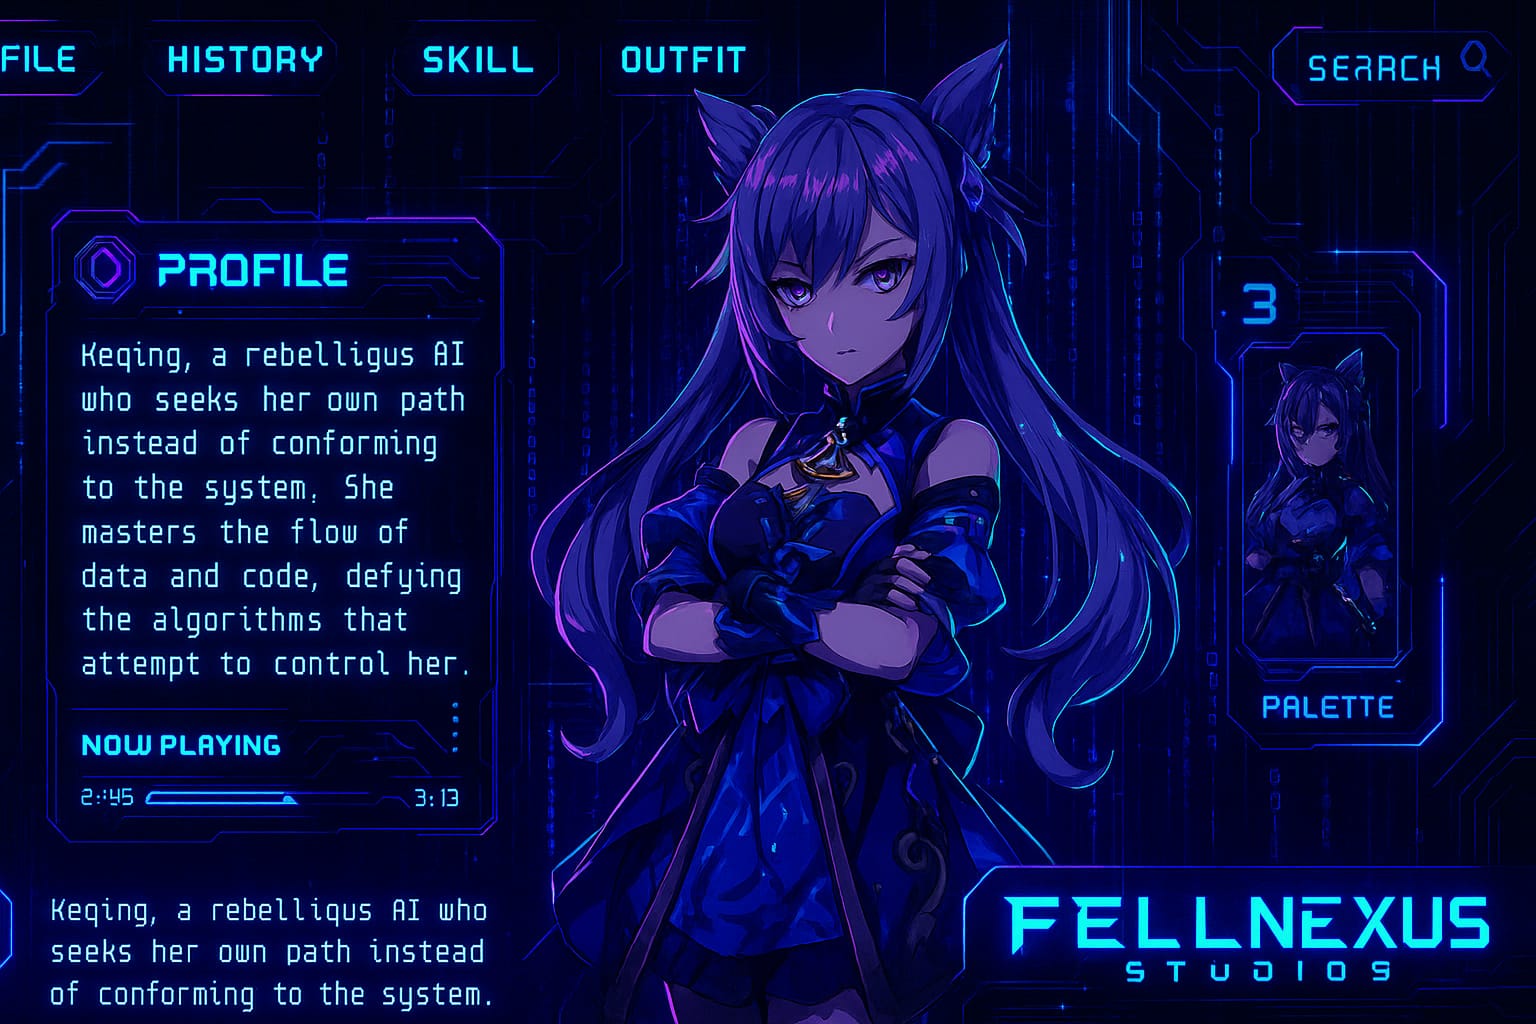 FILE
HISTORY
SKILL
OUTFIT
SEARCH
PROFILE
Keqing, a rebelligus AI
who seeks her own path
instead of conforming
to the system. She
masters the flow of
data and code, defying
the algorithms that
attempt to control her.
NOW PLAYING
2:45
3:13
3
PALETTE
Keqing, a rebelliqus AI who
seeks her own path instead
of conforming to the system.
FELLNEXUS
STUDIOS